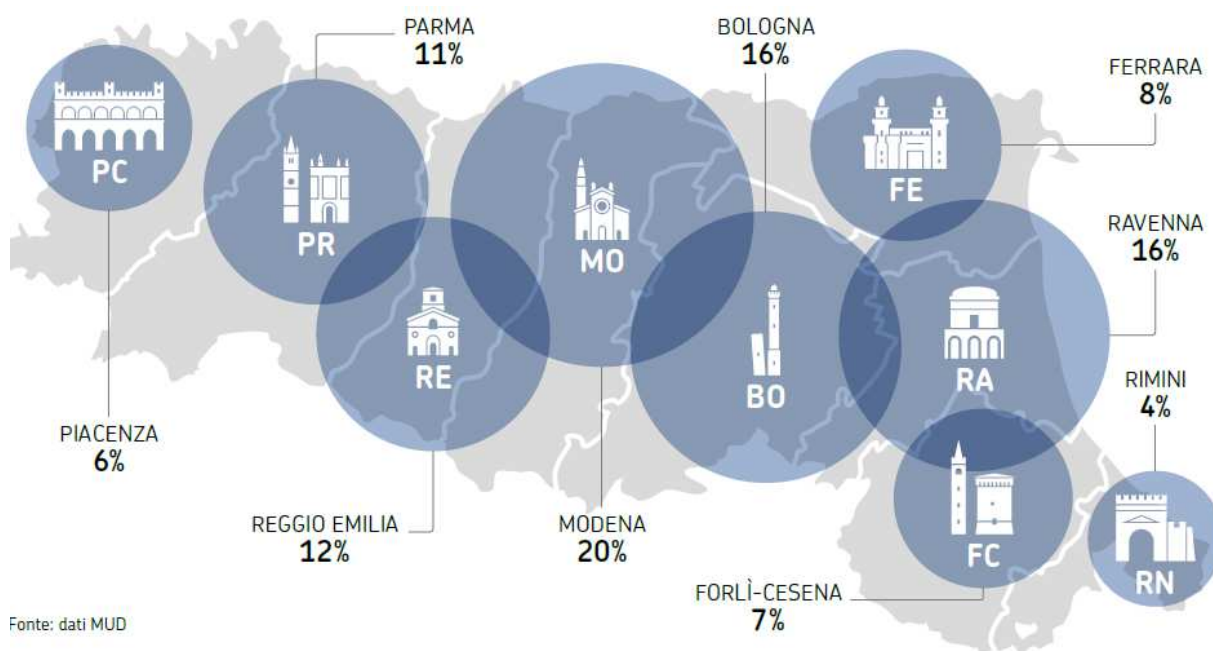 PARMA
11%
BOLOGNA
16%
FERRARA
8%
PC
PR
RE
MO
BO
FE
RA
FC
RN
RAVENNA
16%
RIMINI
4%
PIACENZA
6%
REGGIO EMILIA
12%
MODENA
20%
FORLÌ-CESENA
7%
Fonte: dati MUD